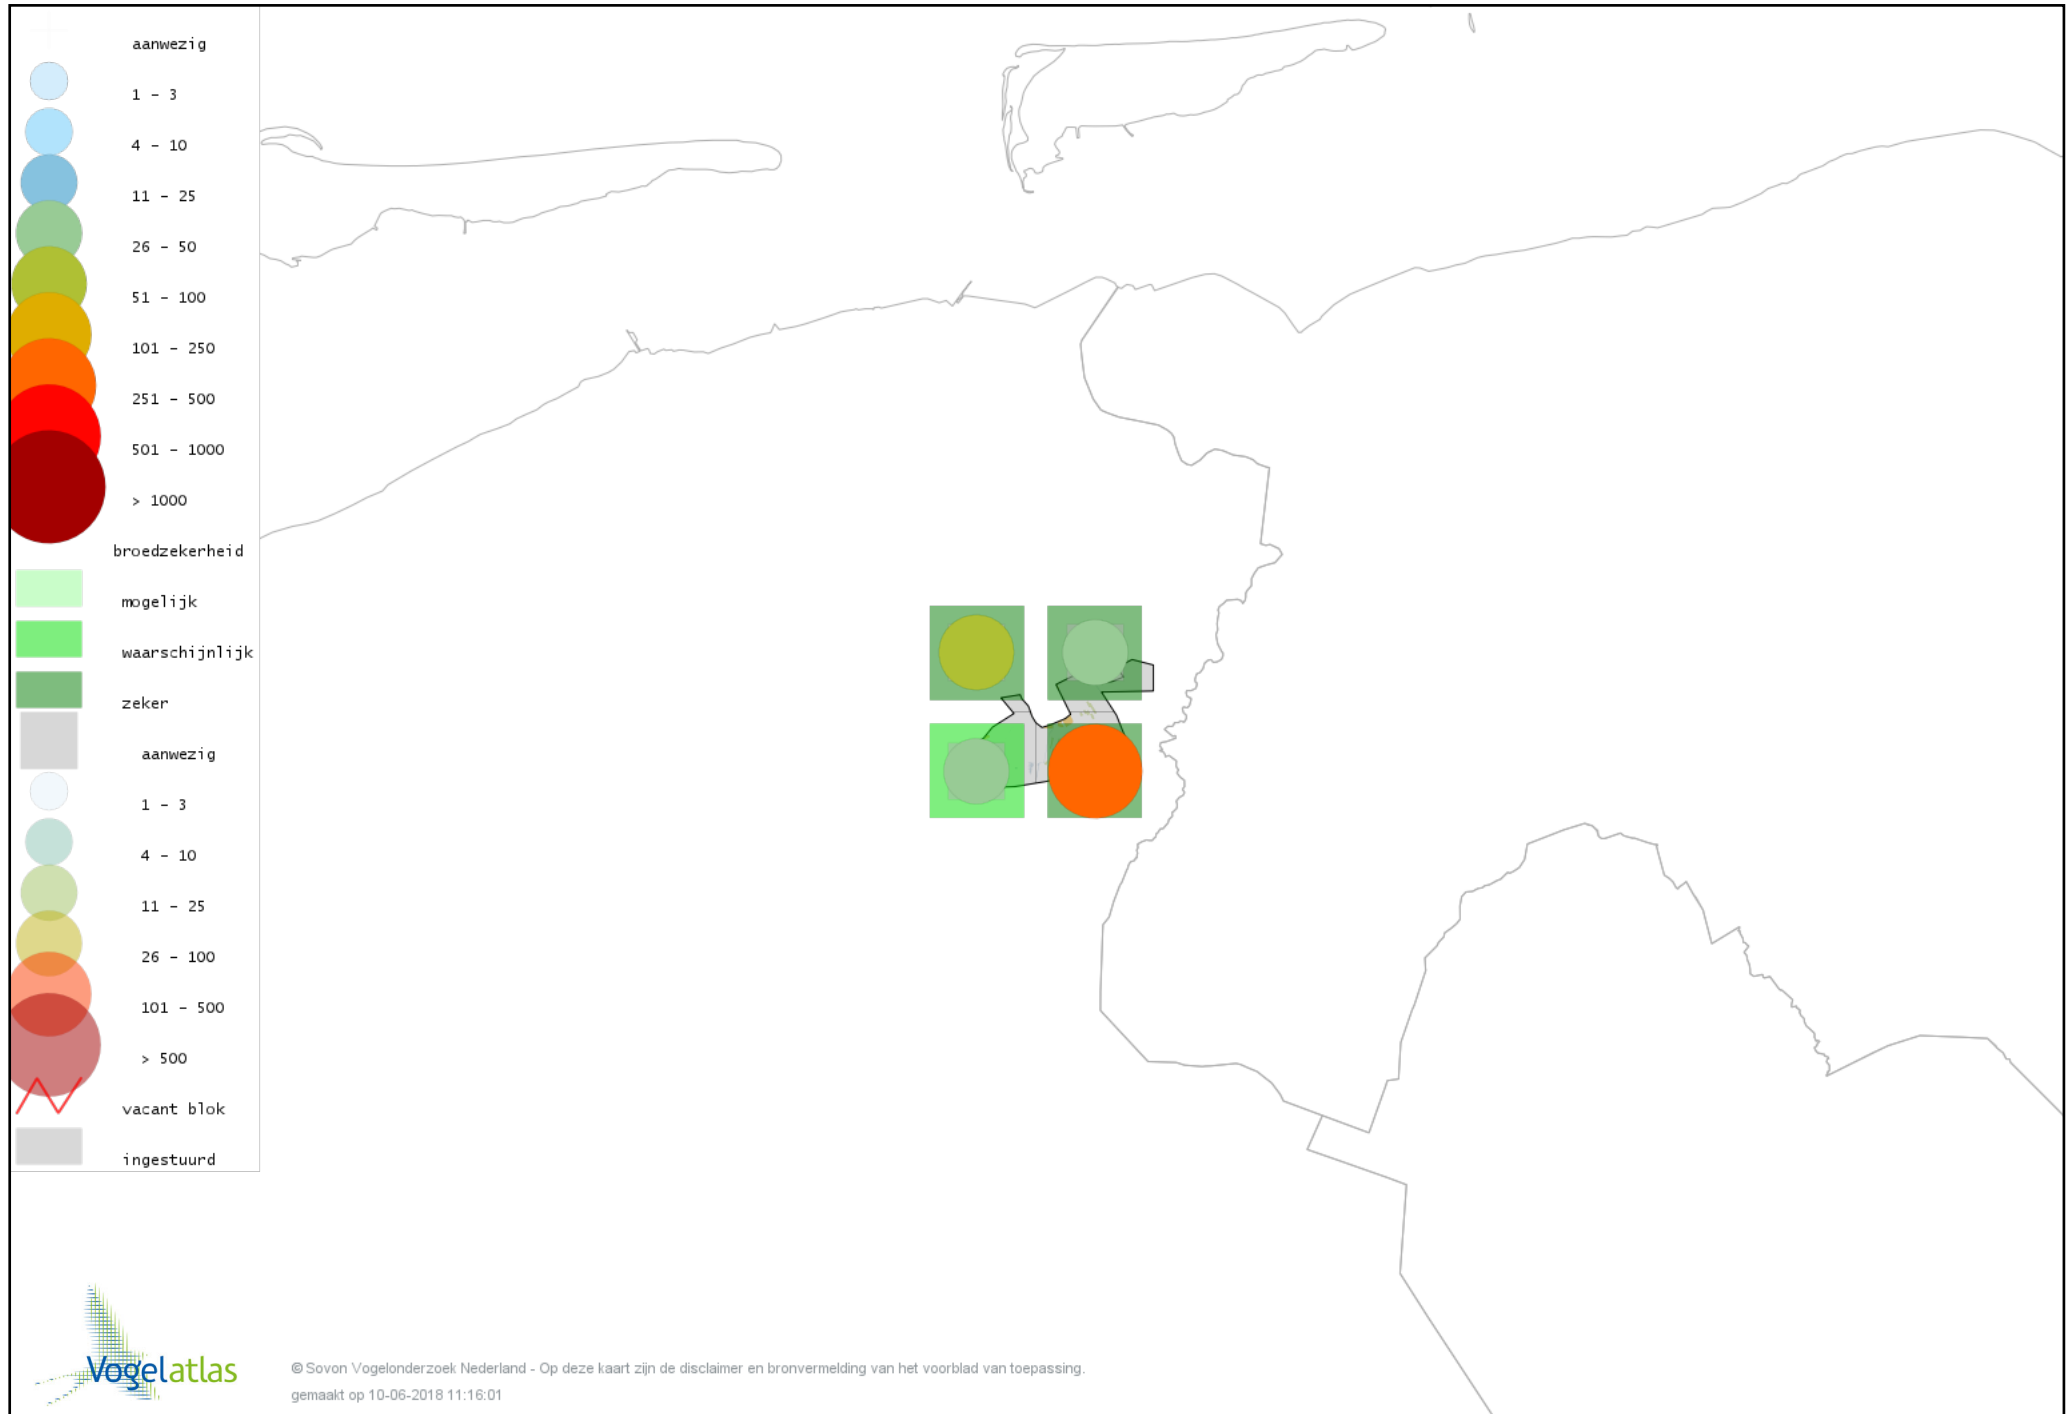 aanwezig
1 - 3
4 - 10
11 - 25
26 - 50
51 - 100
101 - 250
251 - 500
501 - 1000
> 1000
broedzekerheid
mogelijk
waarschijnlijk
zeker
aanwezig
1 - 3
4 - 10
11 - 25
26 - 100
101 - 500
> 500
vacant blok
ingestuurd
Vogelatlas
© Sovon Vogelonderzoek Nederland - Op deze kaart zijn de disclaimer en bronvermelding van het voorblad van toepassing.
gemaakt op 10-06-2018 11:16:01